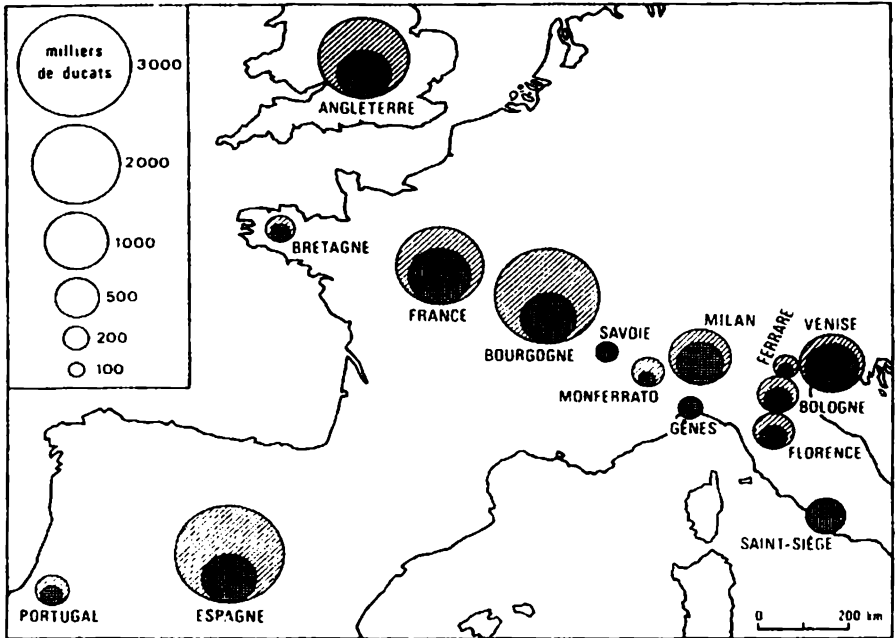 milliers
de ducats
3000
2000
1000
500
200
100
ANGLETERRE
BRETAGNE
FRANCE
BOURGOGNE
SAVOIE
MILAN
FERRARE
VENISE
MONFERRATO
GÊNES
BOLOGNE
FLORENCE
SAINT-SIÉGE
PORTUGAL
ESPAGNE
0 200 km